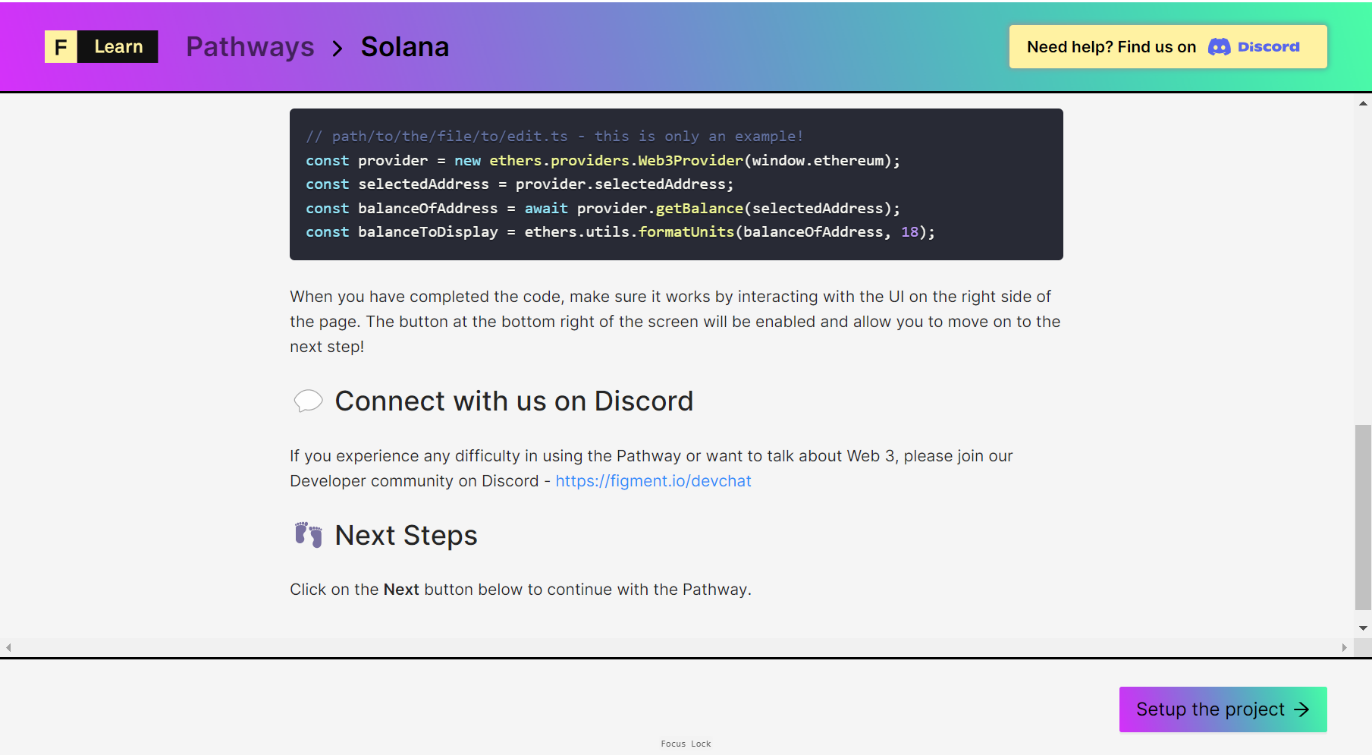 F Learn Pathways > Solana
Need help? Find us on Discord
// path/to/the/file/to/edit.ts - this is only an example!
const provider = new ethers.providers.Web3Provider(window.ethereum);
const selectedAddress = provider.selectedAddress;
const balanceOfAddress = await provider.getBalance(selectedAddress);
const balanceToDisplay = ethers.utils.formatUnits(balanceOfAddress, 18);
When you have completed the code, make sure it works by interacting with the UI on the right side of
the page. The button at the bottom right of the screen will be enabled and allow you to move on to the
next step!
Connect with us on Discord
If you experience any difficulty in using the Pathway or want to talk about Web 3, please join our
Developer community on Discord - https://figment.io/devchat
Next Steps
Click on the Next button below to continue with the Pathway.
Setup the project →
Focus Lock